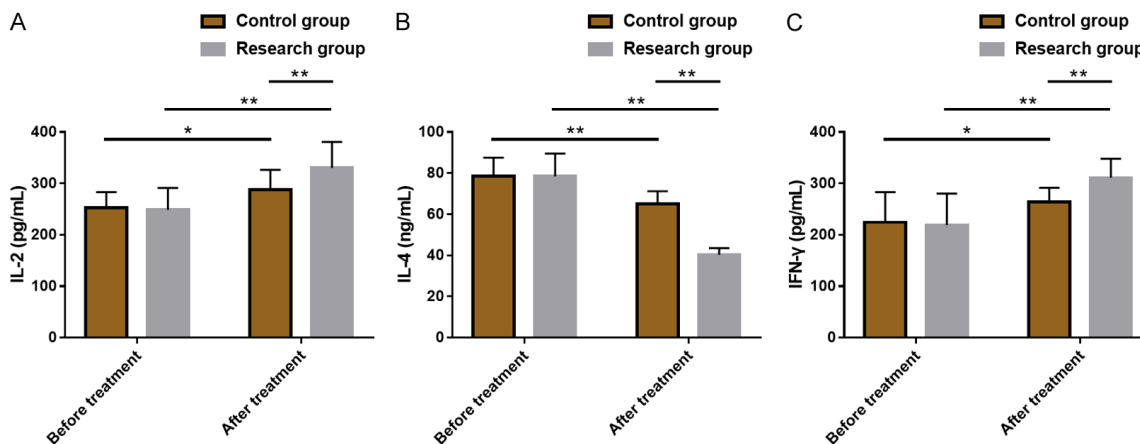 A
Control group
Research group
**
**
*
IL-2 (pg/mL)
400
300
200
100
0
Before treatment
After treatment
B
Control group
Research group
**
**
**
IL-4 (ng/mL)
100
80
60
40
20
0
Before treatment
After treatment
C
Control group
Research group
**
**
*
IFN-γ (pg/mL)
400
300
200
100
0
Before treatment
After treatment